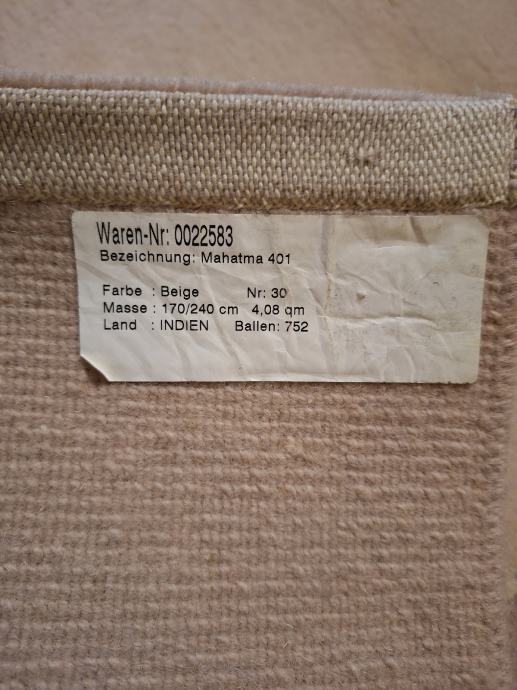 Waren-Nr: 0022583
Bezeichnung: Mahatma 401
Farbe : Beige Nr: 30
Masse : 170/240 cm 4,08 qm
Land : INDIEN Ballen: 752